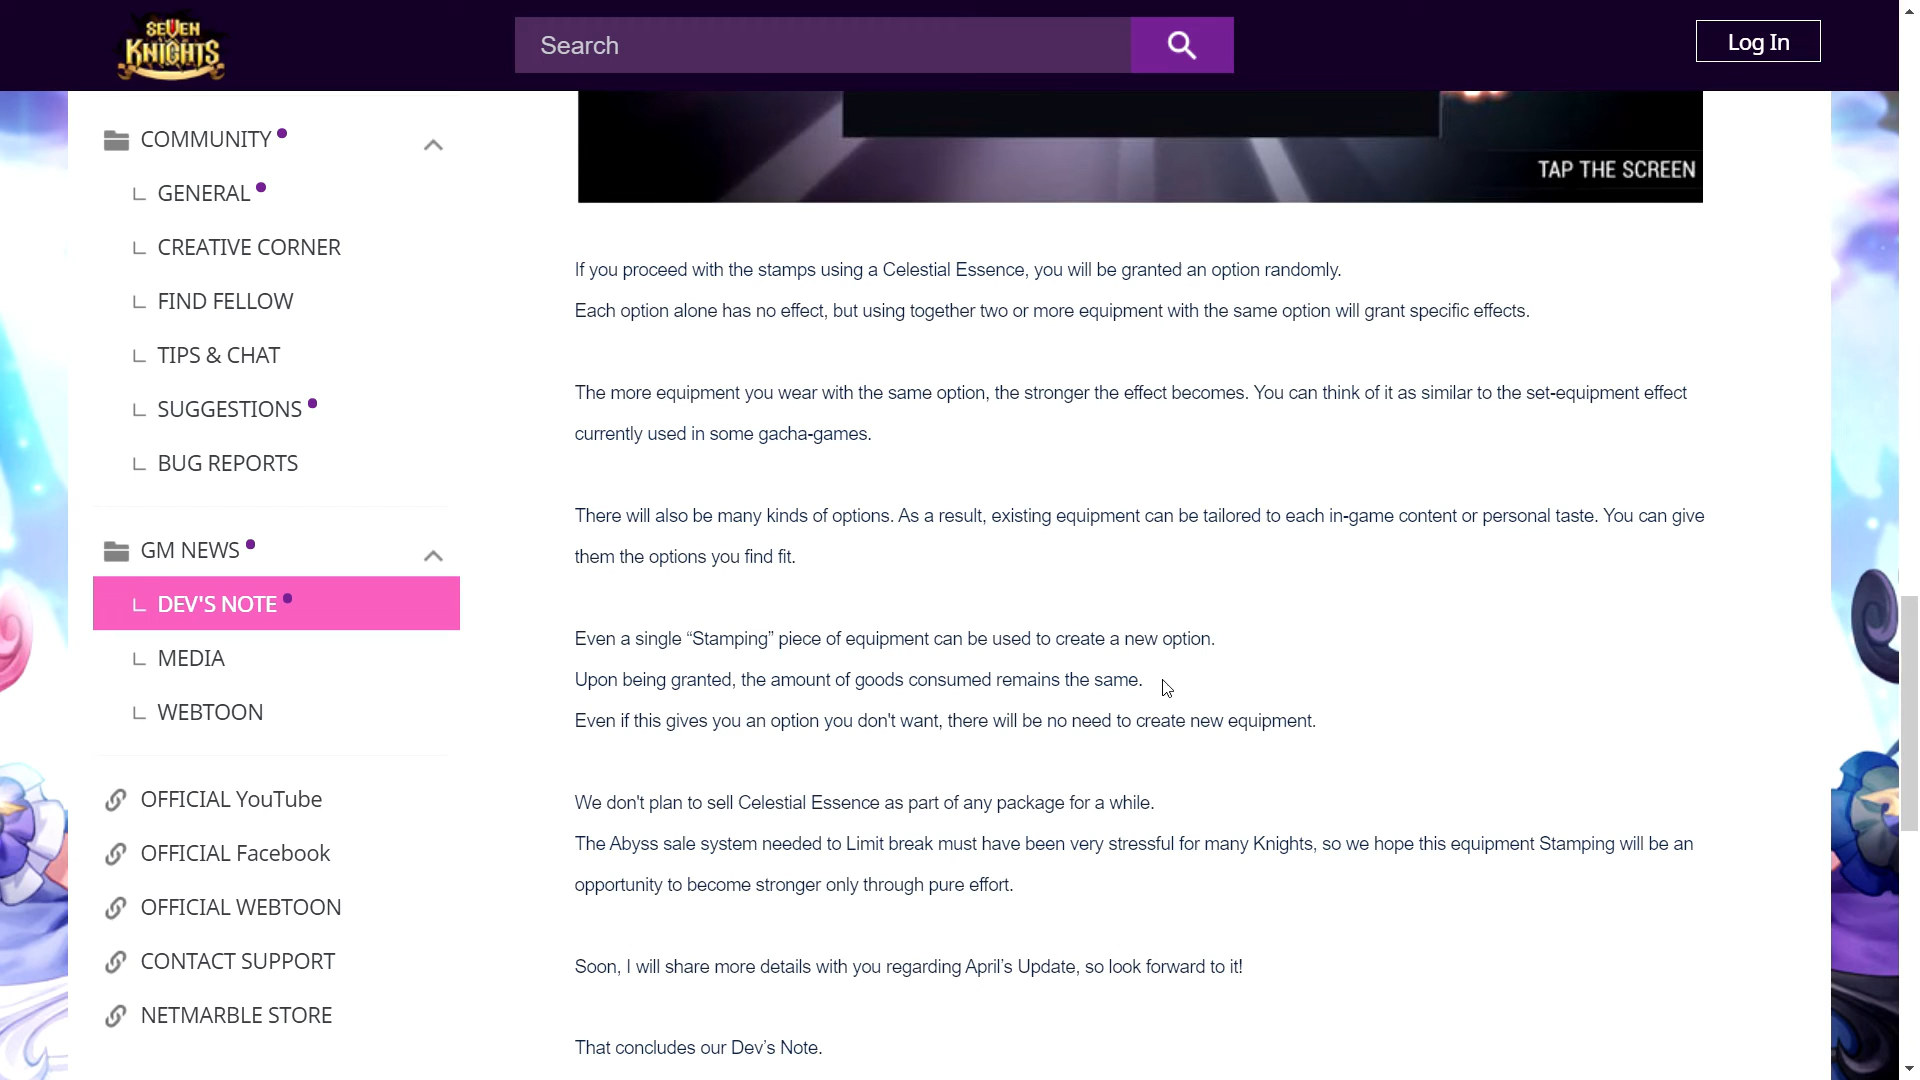 SEVEN
KNIGHTS
Search
Log In
COMMUNITY
GENERAL
CREATIVE CORNER
FIND FELLOW
TIPS & CHAT
SUGGESTIONS
BUG REPORTS
GM NEWS
DEV'S NOTE
MEDIA
WEBTOON
OFFICIAL YouTube
OFFICIAL Facebook
OFFICIAL WEBTOON
CONTACT SUPPORT
NETMARBLE STORE
TAP THE SCREEN
If you proceed with the stamps using a Celestial Essence, you will be granted an option randomly.
Each option alone has no effect, but using together two or more equipment with the same option will grant specific effects.
The more equipment you wear with the same option, the stronger the effect becomes. You can think of it as similar to the set-equipment effect
currently used in some gacha-games.
There will also be many kinds of options. As a result, existing equipment can be tailored to each in-game content or personal taste. You can give
them the options you find fit.
Even a single “Stamping” piece of equipment can be used to create a new option.
Upon being granted, the amount of goods consumed remains the same.
Even if this gives you an option you don't want, there will be no need to create new equipment.
We don't plan to sell Celestial Essence as part of any package for a while.
The Abyss sale system needed to Limit break must have been very stressful for many Knights, so we hope this equipment Stamping will be an
opportunity to become stronger only through pure effort.
Soon, I will share more details with you regarding April’s Update, so look forward to it!
That concludes our Dev’s Note.